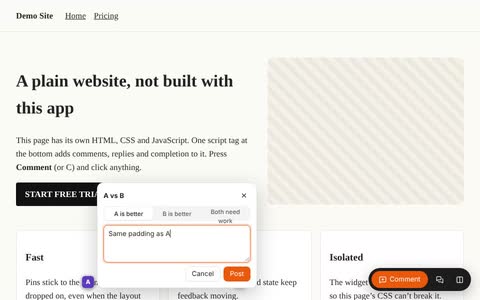 Demo Site Home Pricing
A plain website, not built with
this app
This page has its own HTML, CSS and JavaScript. One script tag
at the bottom adds comments, replies and completion to it. Press
Comment (or C) and click anything.
START FREE TRIA
A vs B ×
A is better B is better Both need
work
Same padding as A
Cancel Post
Fast
Pins stick to the
dropped on, even when the layout
A
d state keep
feedback moving.
Isolated
The widget
so this page's CSS can't break it.
Comment